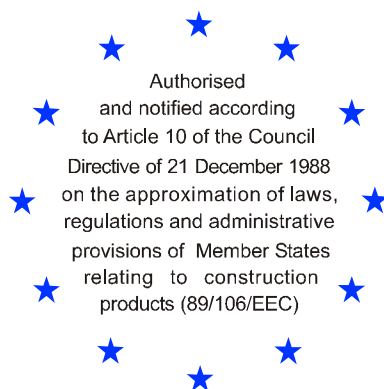 Authorised
and notified according
to Article 10 of the Council
Directive of 21 December 1988
on the approximation of laws,
regulations and administrative
provisions of Member States
relating to construction
products (89/106/EEC)